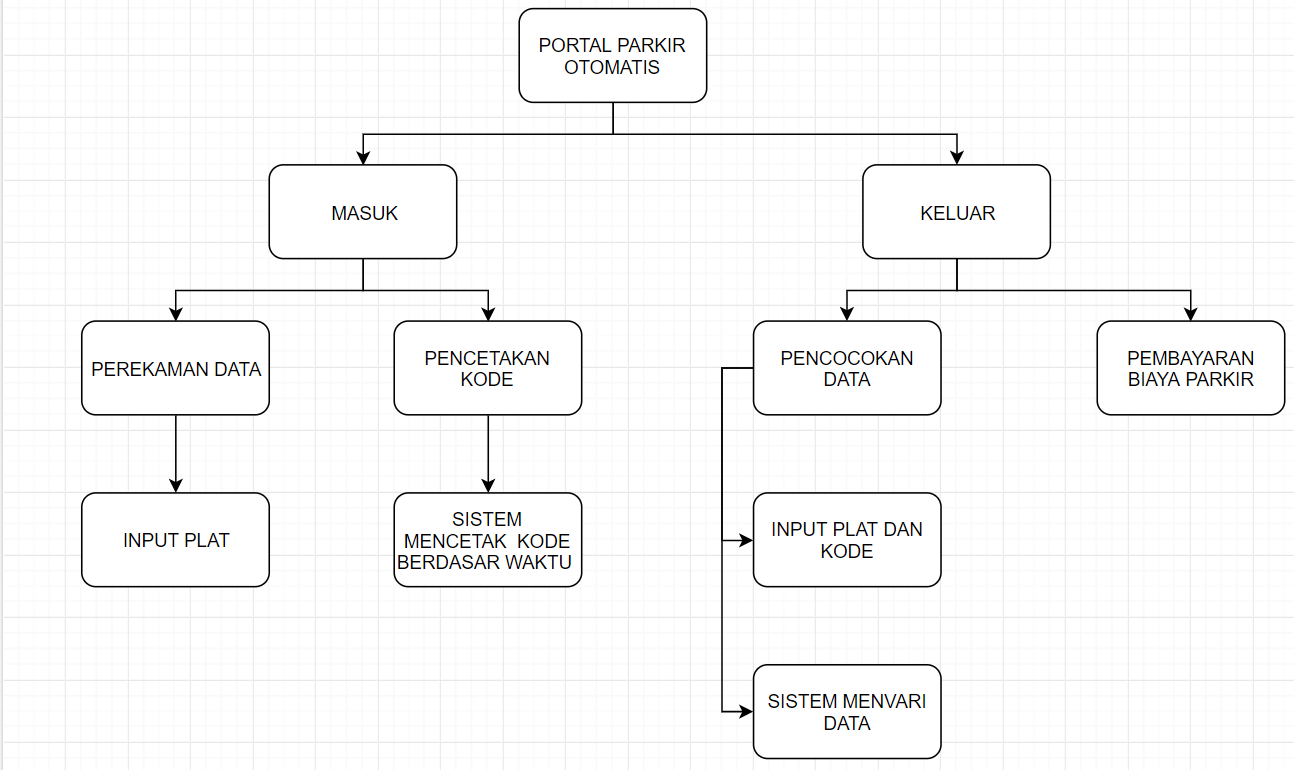 PORTAL PARKIR
OTOMATIS
MASUK
KELUAR
PEREKAMAN DATA
PENCETAKAN
KODE
PENCOCOKAN
DATA
PEMBAYARAN
BIAYA PARKIR
INPUT PLAT
SISTEM
MENCETAK KODE
BERDASAR WAKTU
INPUT PLAT DAN
KODE
SISTEM MENVARI
DATA